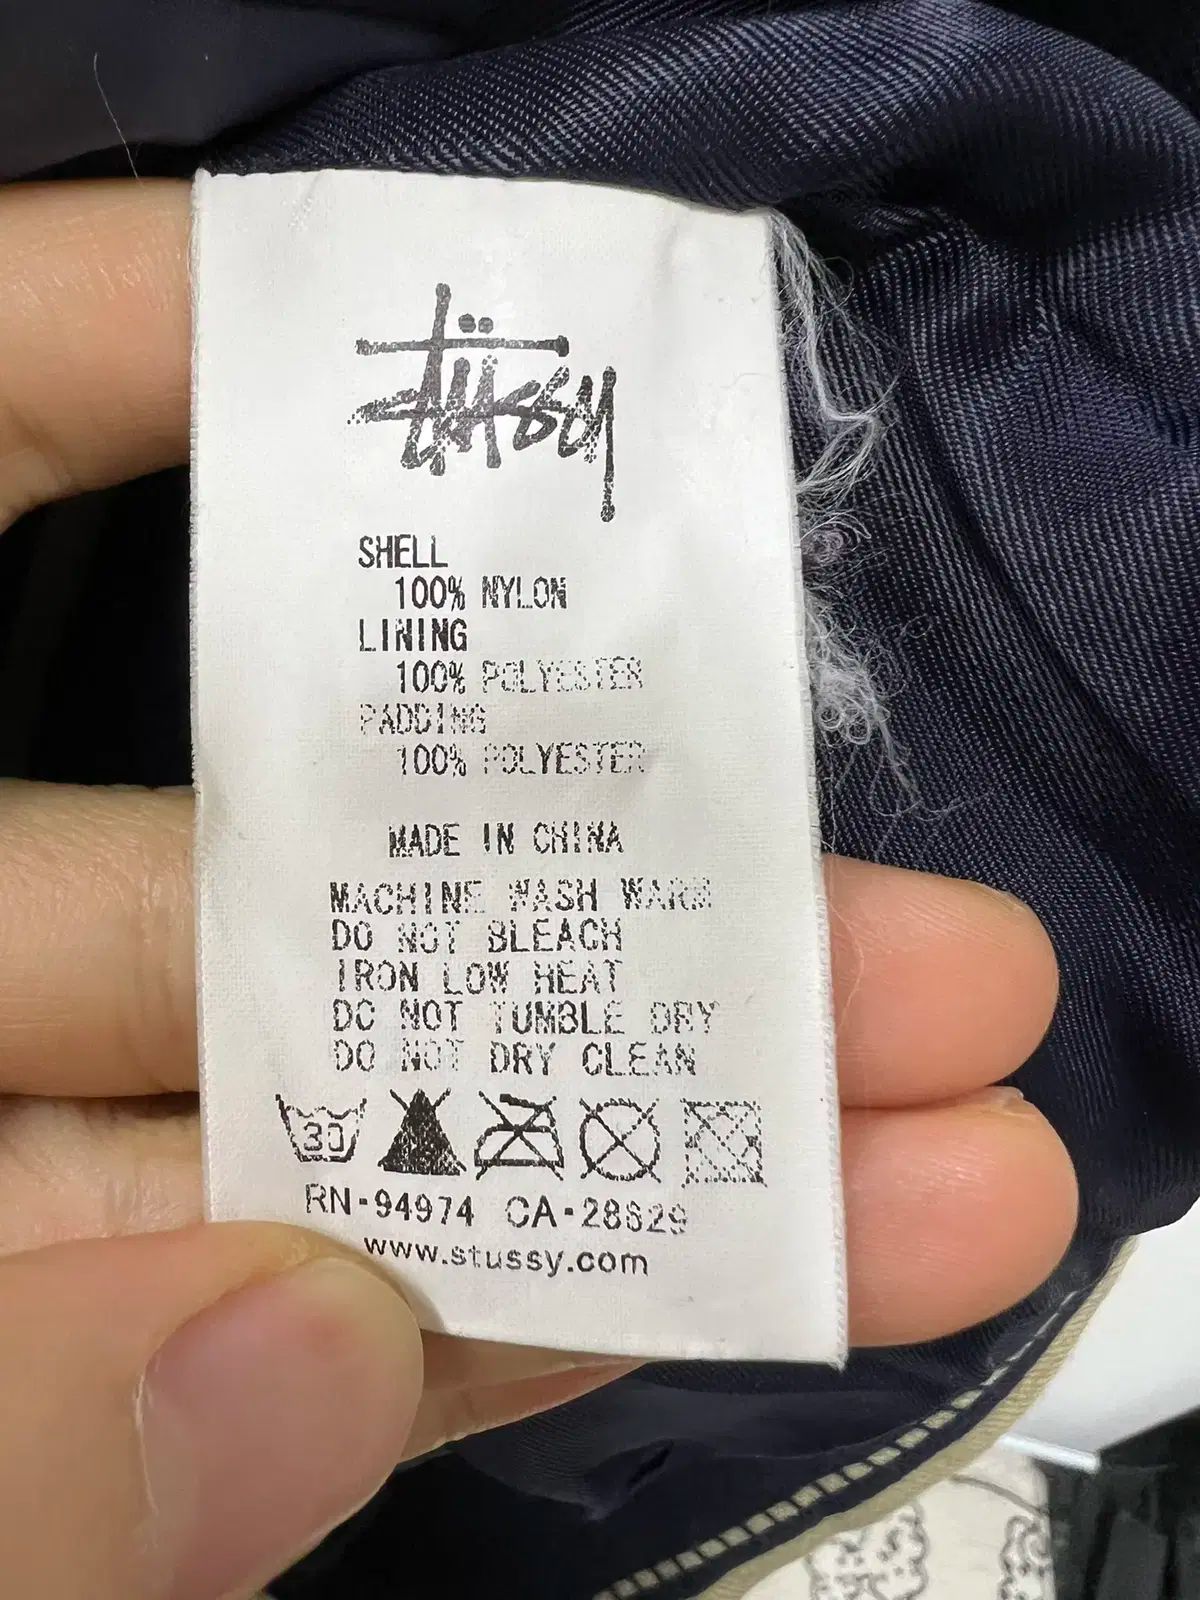 Stüssy
SHELL
100% NYLON
LINING
100% POLYESTER
PADDING
100% POLYESTER
MADE IN CHINA
MACHINE WASH WARM
DO NOT BLEACH
IRON LOW HEAT
DO NOT TUMBLE DRY
DO NOT DRY CLEAN
30
RN-94974 CA-28629
www.stussy.com